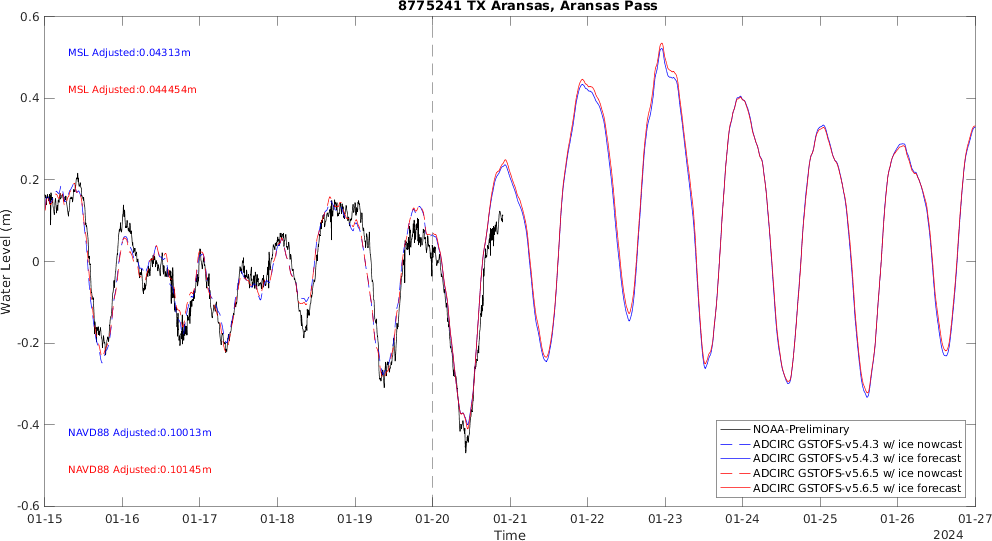 8775241 TX Aransas, Aransas Pass
0.6
0.4
0.2
0
-0.2
-0.4
-0.6
Water Level (m)
MSL Adjusted:0.04313m
MSL Adjusted:0.044454m
NAVD88 Adjusted:0.10013m
NAVD88 Adjusted:0.10145m
NOAA-Preliminary
ADCIRC GSTOFS-v5.4.3 w/ ice nowcast
ADCIRC GSTOFS-v5.4.3 w/ ice forecast
ADCIRC GSTOFS-v5.6.5 w/ ice nowcast
ADCIRC GSTOFS-v5.6.5 w/ ice forecast
01-15 01-16 01-17 01-18 01-19 01-20 01-21 01-22 01-23 01-24 01-25 01-26 01-27
Time
2024